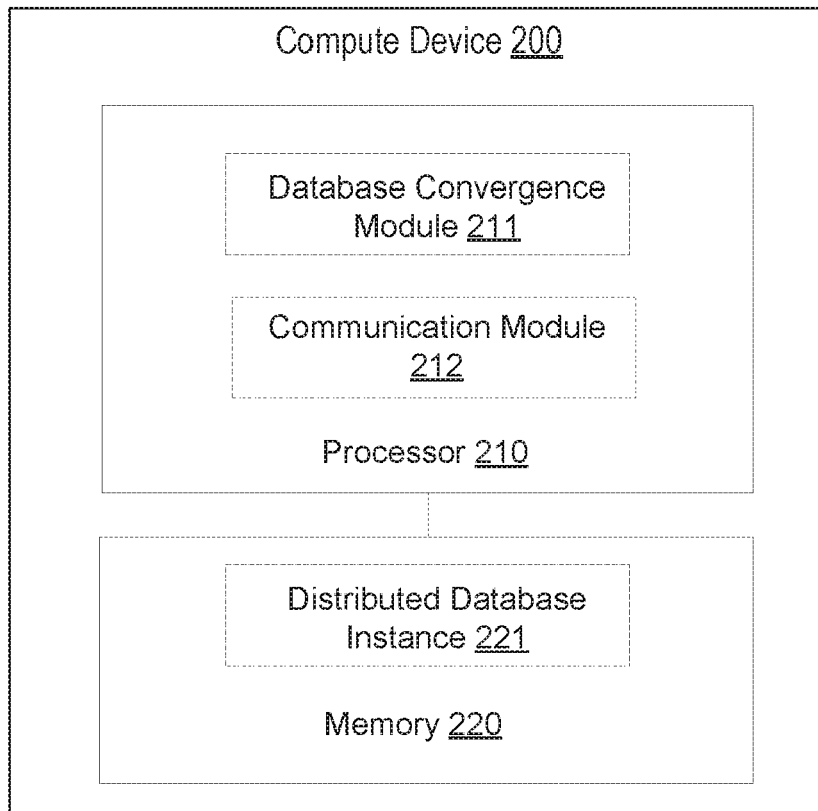 Compute Device 200
Database Convergence
Module 211
Communication Module
212
Processor 210
Distributed Database
Instance 221
Memory 220